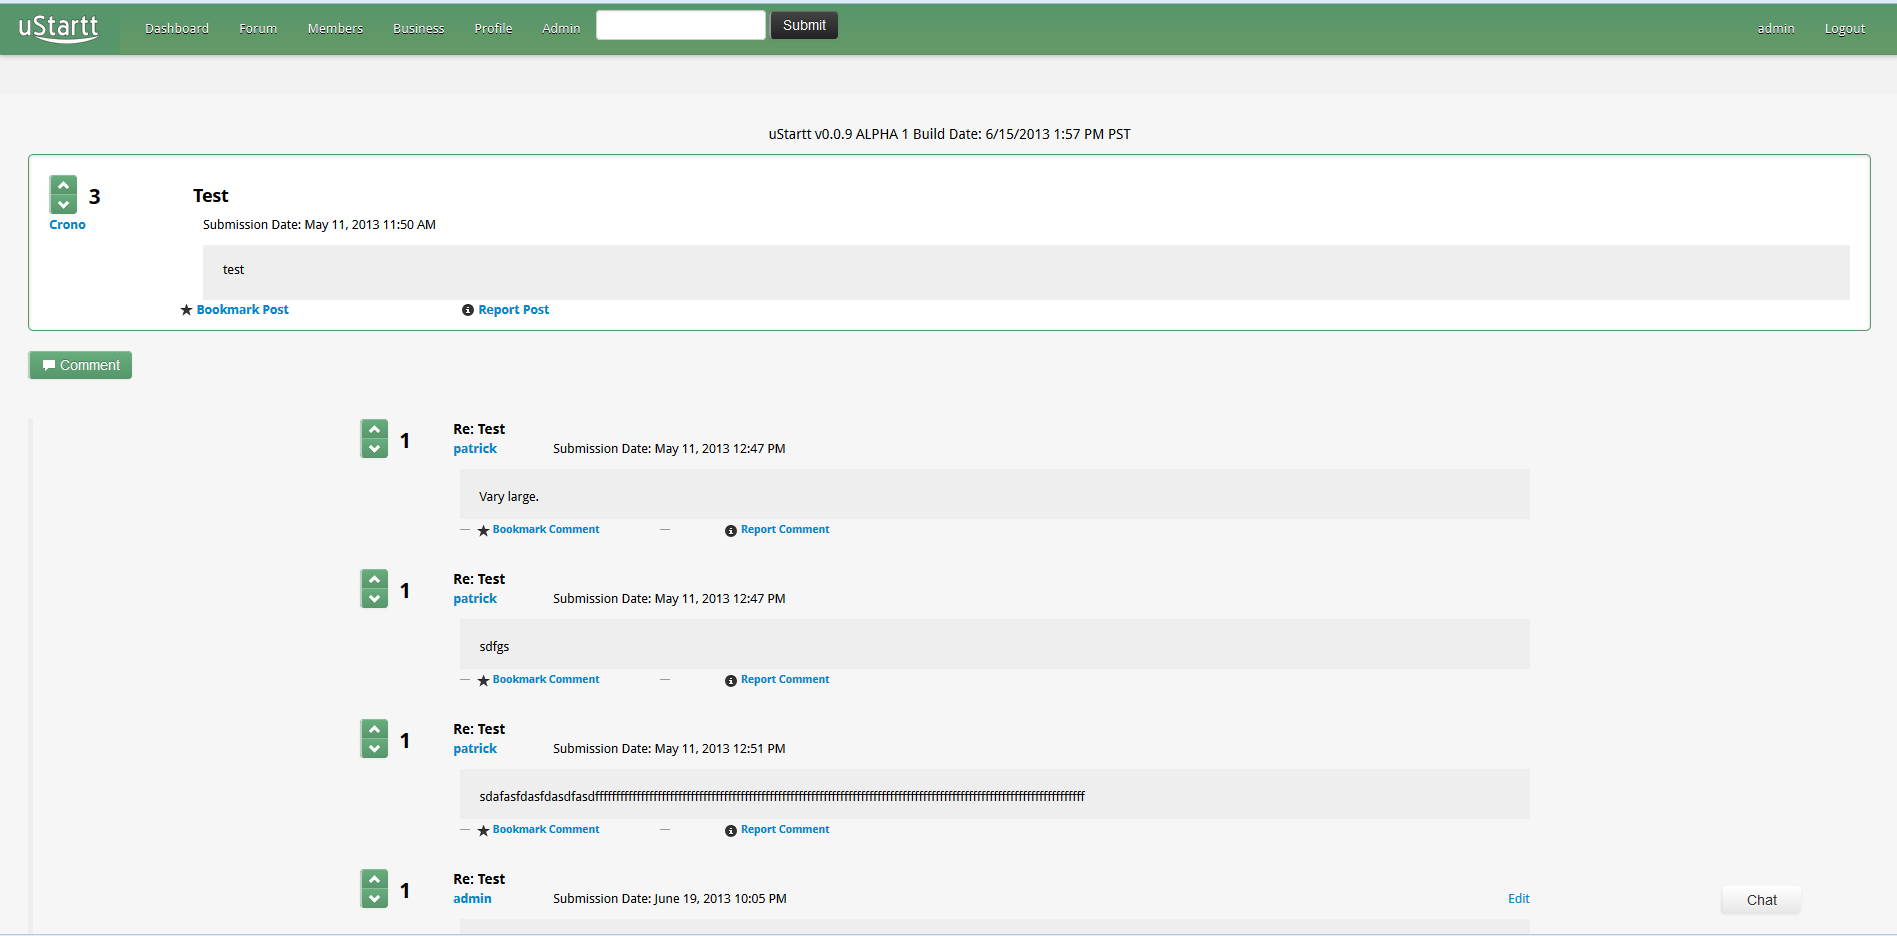 uStartt Dashboard Forum Members Business Profile Admin Submit admin Logout
uStartt v0.0.9 ALPHA 1 Build Date: 6/15/2013 1:57 PM PST
3 Test
Crono Submission Date: May 11, 2013 11:50 AM
test
Bookmark Post Report Post
Comment
1 Re: Test
patrick Submission Date: May 11, 2013 12:47 PM
Vary large.
— Bookmark Comment — Report Comment
1 Re: Test
patrick Submission Date: May 11, 2013 12:47 PM
sdfgs
— Bookmark Comment — Report Comment
1 Re: Test
patrick Submission Date: May 11, 2013 12:51 PM
— Bookmark Comment — Report Comment
1 Re: Test
admin Submission Date: June 19, 2013 10:05 PM Edit
Chat